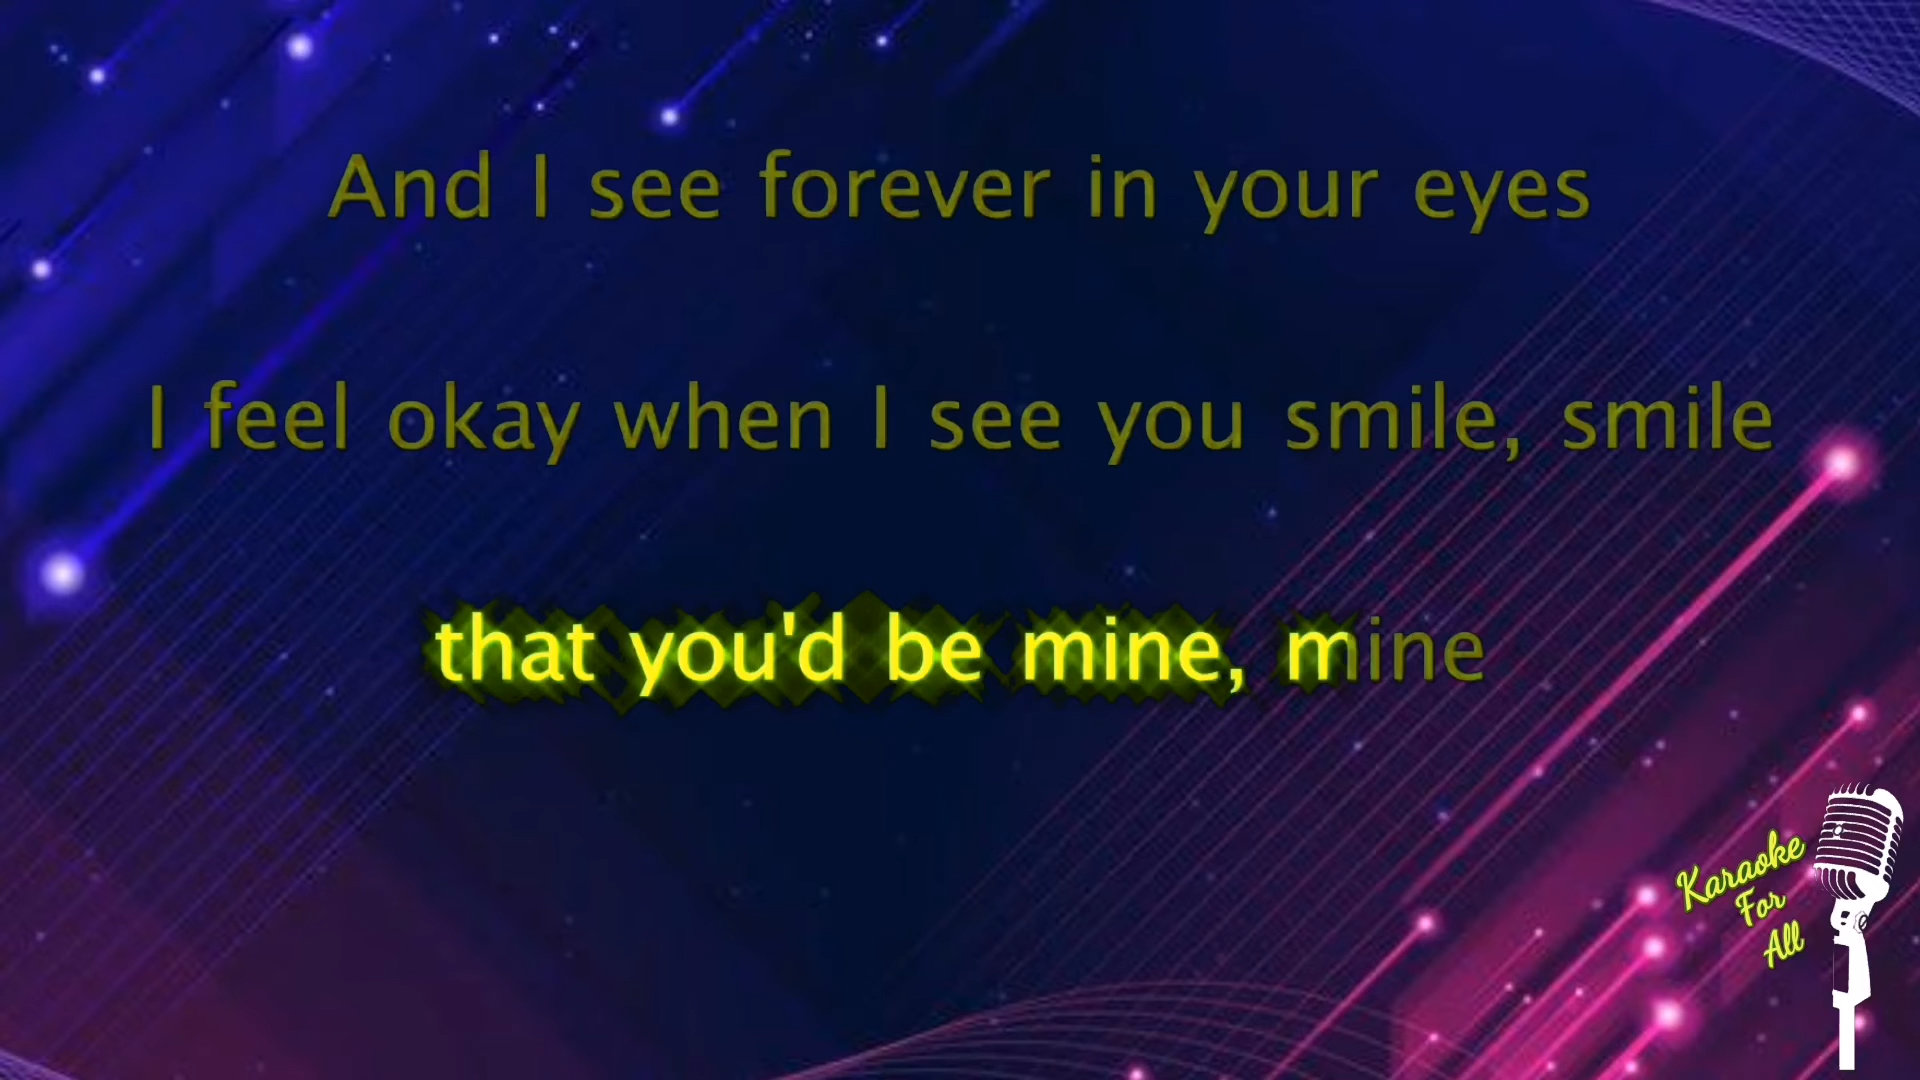 And I see forever in your eyes
I feel okay when I see you smile, smile
that you'd be mine, mine
Karaoke
For
All